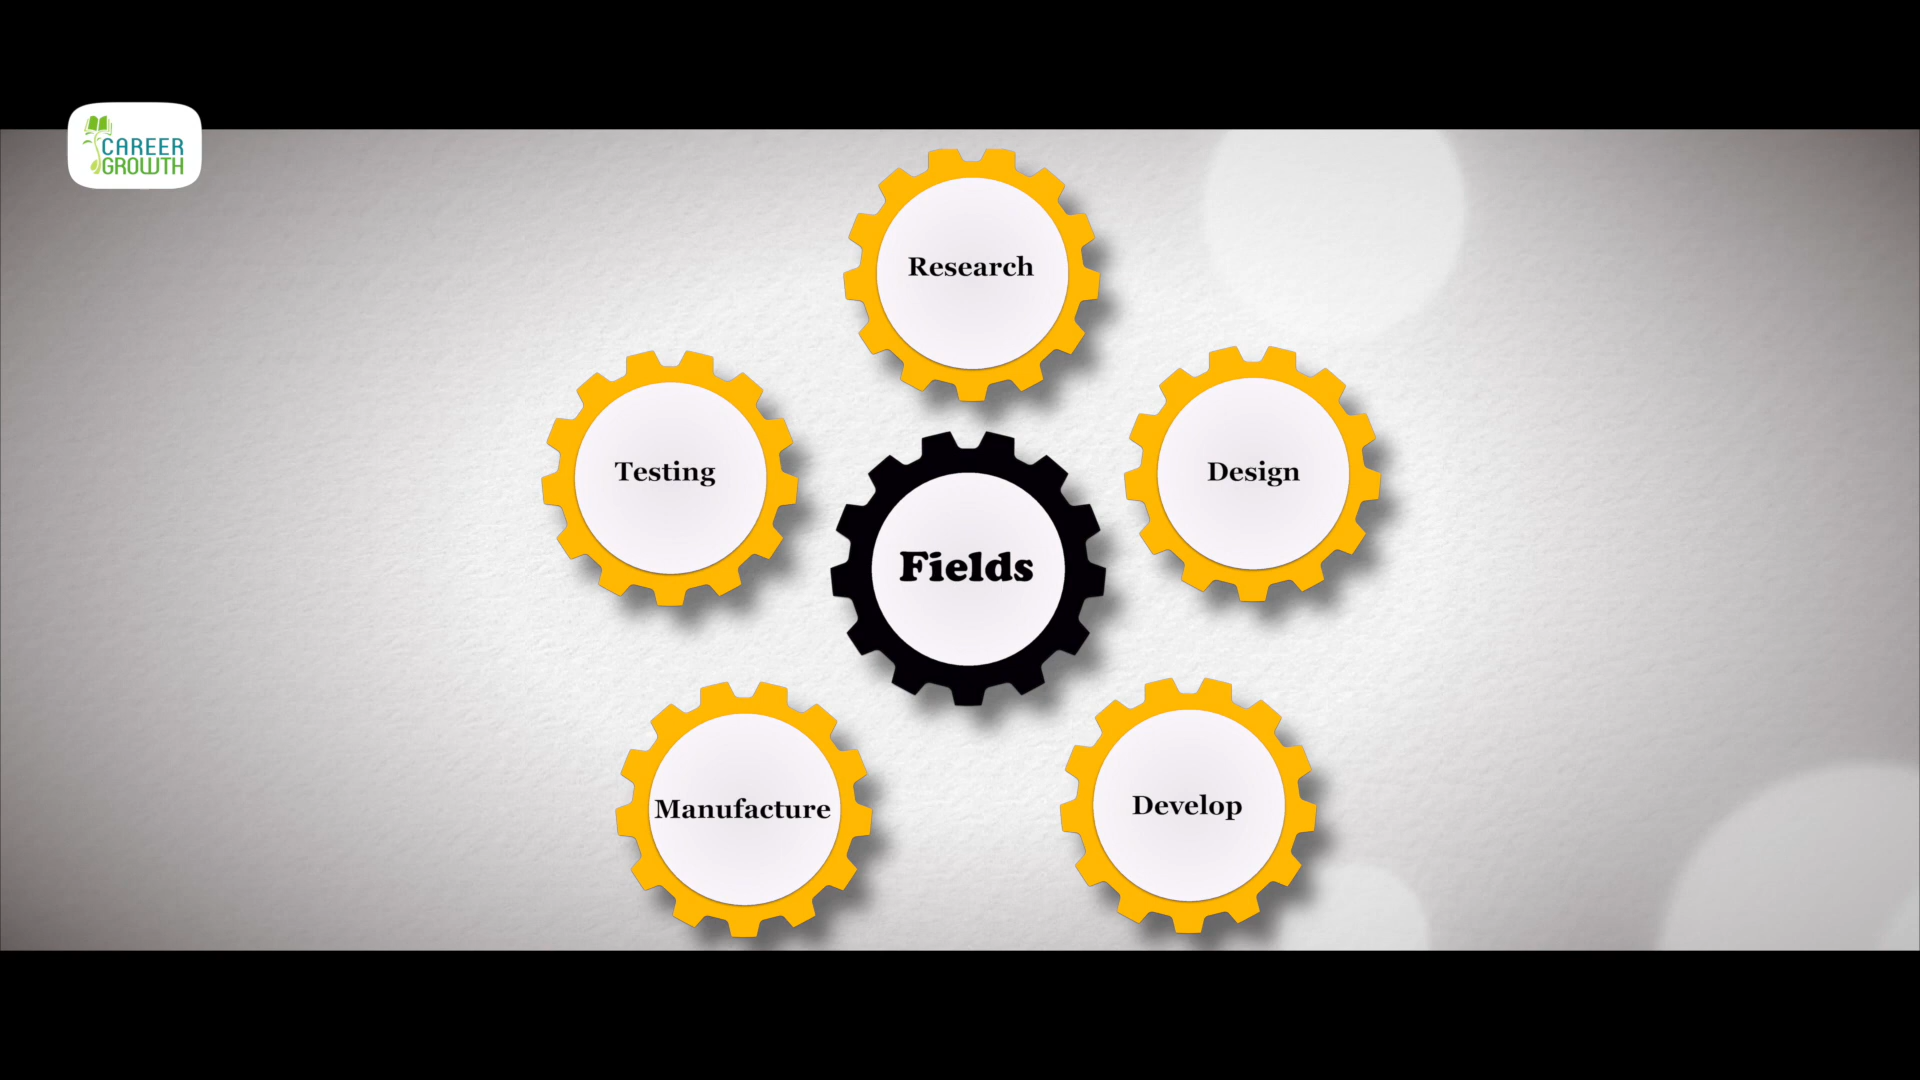 CAREER
GROWTH
Research
Testing
Design
Fields
Manufacture
Develop